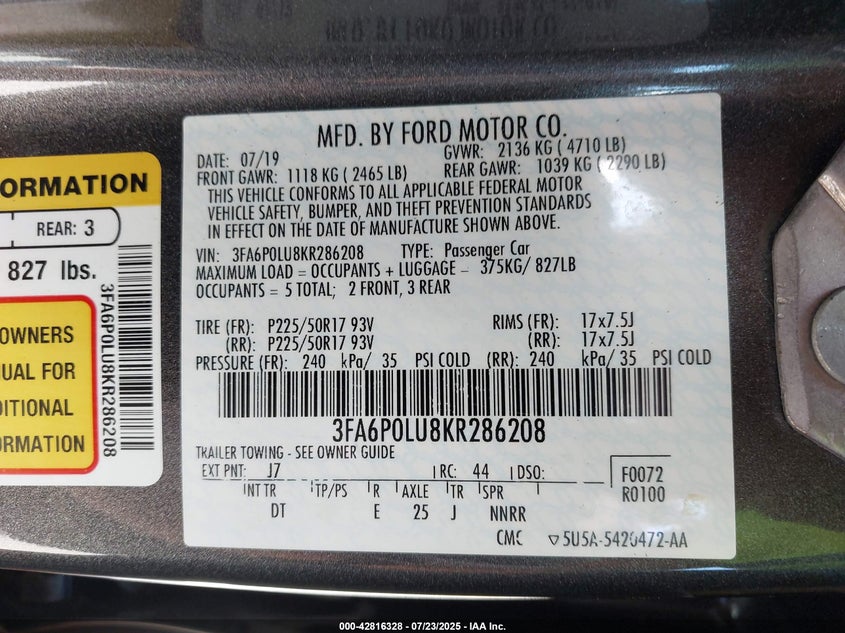 MFD. BY FORD MOTOR CO.
DATE: 07/19 GVWR: 2136 KG ( 4710 LB)
FRONT GAWR: 1118 KG ( 2465 LB) REAR GAWR: 1039 KG ( 2290 LB)
THIS VEHICLE CONFORMS TO ALL APPLICABLE FEDERAL MOTOR
VEHICLE SAFETY, BUMPER, AND THEFT PREVENTION STANDARDS
IN EFFECT ON THE DATE OF MANUFACTURE SHOWN ABOVE.
VIN: 3FA6P0LU8KR286208 TYPE: Passenger Car
MAXIMUM LOAD = OCCUPANTS + LUGGAGE - 375KG/ 827LB
OCCUPANTS = 5 TOTAL; 2 FRONT, 3 REAR
TIRE (FR): P225/50R17 93V RIMS (FR): 17x7.5J
(RR): P225/50R17 93V (RR): 17x7.5J
PRESSURE (FR): 240 kPa/ 35 PSI COLD (RR): 240 kPa/ 35 PSI COLD
3FA6P0LU8KR286208
TRAILER TOWING - SEE OWNER GUIDE
EXT PNT: J7 RC: 44 DSO:
F0072
R0100
INT TR TP/PS R AXLE TR SPR
DT E 25 J NNRR
CMC ▽5U5A-5420472-AA
ORMATION
REAR: 3
827 lbs.
3FA6P0LU8KR286208
OWNERS
UAL FOR
DITIONAL
ORMATION
000-42816328 - 07/23/2025 - IAA Inc.